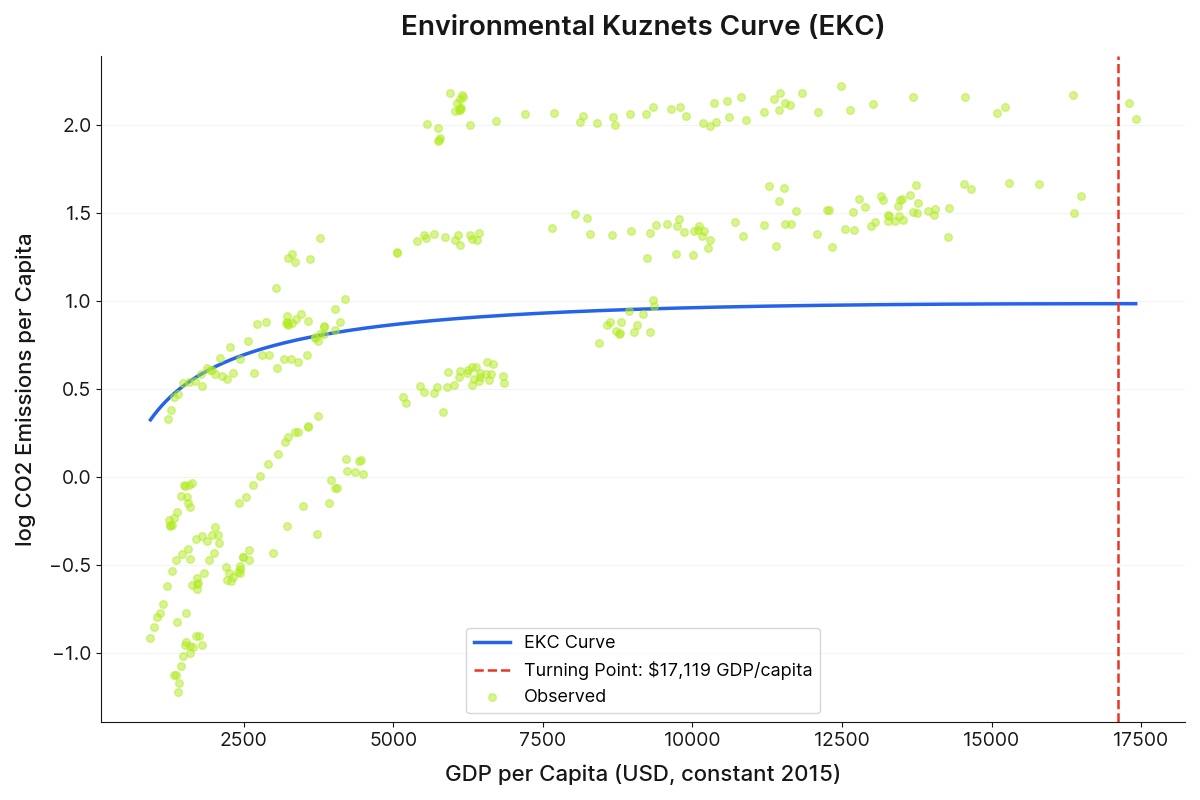 Environmental Kuznets Curve (EKC)
log CO2 Emissions per Capita
2.0
1.5
1.0
0.5
0.0
−0.5
−1.0
EKC Curve
Turning Point: $17,119 GDP/capita
Observed
2500 5000 7500 10000 12500 15000 17500
GDP per Capita (USD, constant 2015)